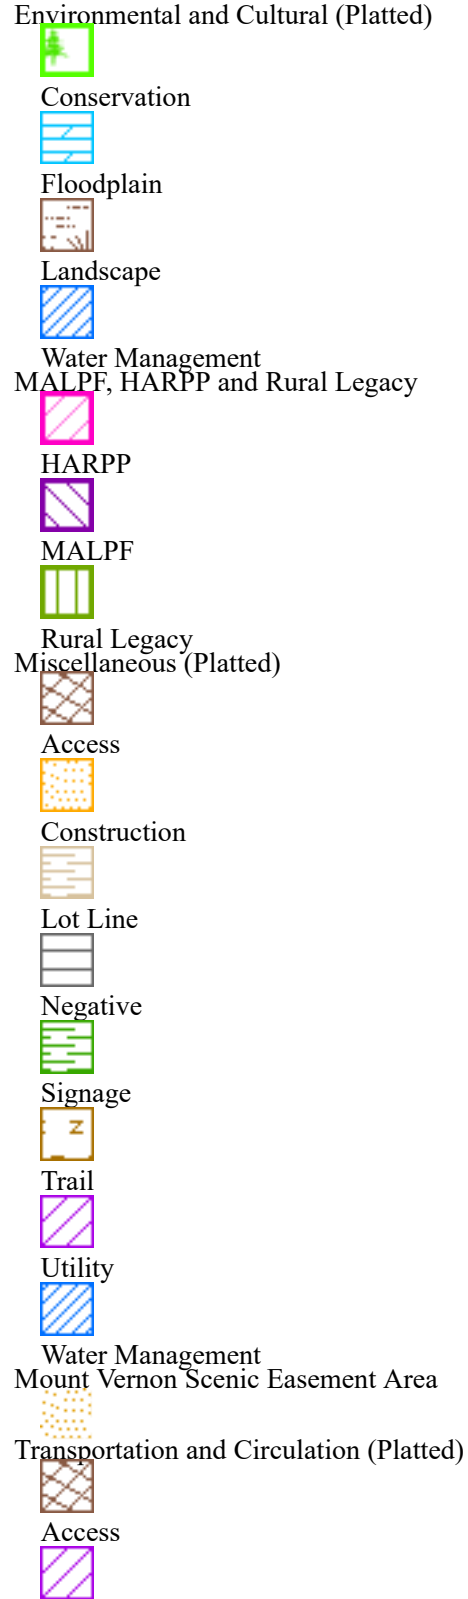 Environmental and Cultural (Platted)
Conservation
Floodplain
Landscape
Water Management
MALPF, HARPP and Rural Legacy
HARPP
MALPF
Rural Legacy
Miscellaneous (Platted)
Access
Construction
Lot Line
Negative
Signage
Trail
Utility
Water Management
Mount Vernon Scenic Easement Area
Transportation and Circulation (Platted)
Access